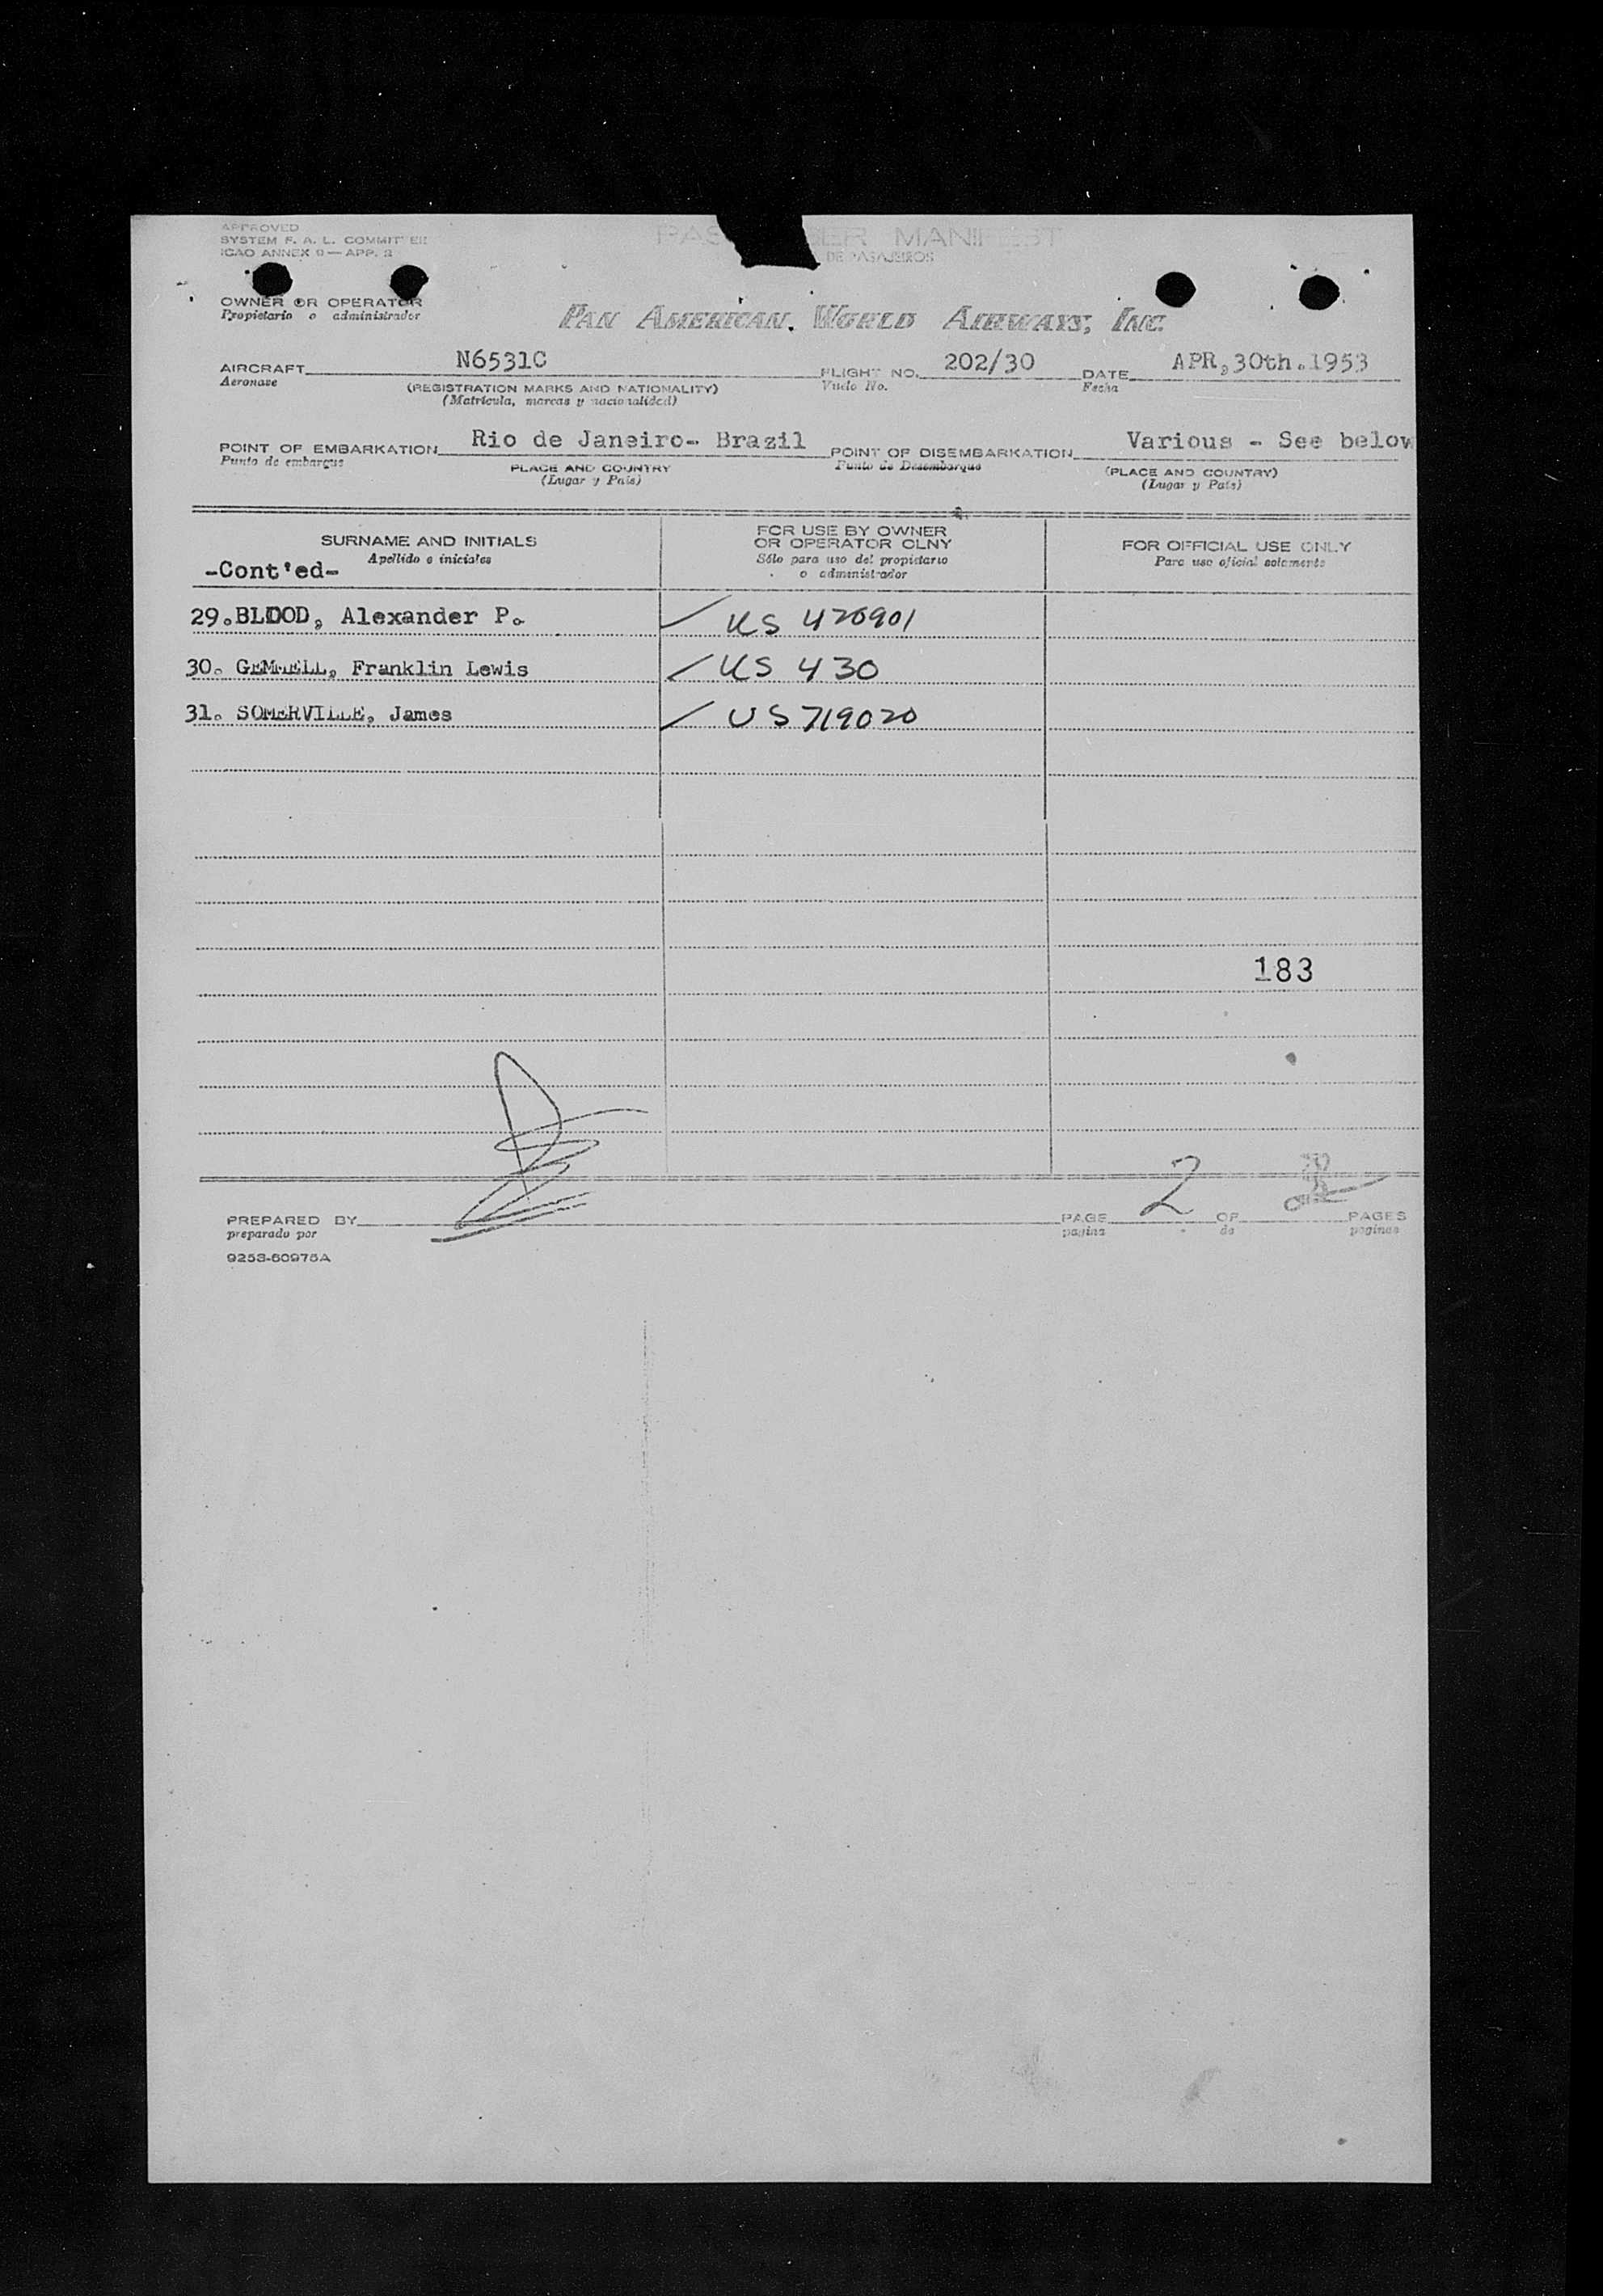 APPROVED
SYSTEM F. A. L. COMMITTEE
ICAO ANNEX 9 — APP. 3
MANIFEST
DE PASAJEROS
OWNER OR OPERATOR
Propietario o administrador
PAN AMERICAN WORLD AIRWAYS, INC
AIRCRAFT N6531C FLIGHT NO. 202/30 DATE APR,30th.1953
Aeronave (REGISTRATION MARKS AND NATIONALITY) Vuelo No. Fecha
(Matricula, marcas y nacionalidad)
POINT OF EMBARKATION Rio de Janeiro- Brazil POINT OF DISEMBARKATION Various - See below
Punto de embarque PLACE AND COUNTRY Punto de Desembarque (PLACE AND COUNTRY)
(Lugar y País) (Lugar y País)
SURNAME AND INITIALS
Apellido e iniciales
-Cont'ed-
FOR USE BY OWNER
OR OPERATOR OLNY
Sólo para uso del propietario
o administrador
FOR OFFICIAL USE ONLY
Para uso oficial solamente
29.BLOOD, Alexander P. US 420901
30. GEMMELL, Franklin Lewis US 430
31. SOMERVILLE, James US 719020
183
PREPARED BY PAGE 2 OF PAGES
preparado por pagina de paginas
9253-60975A